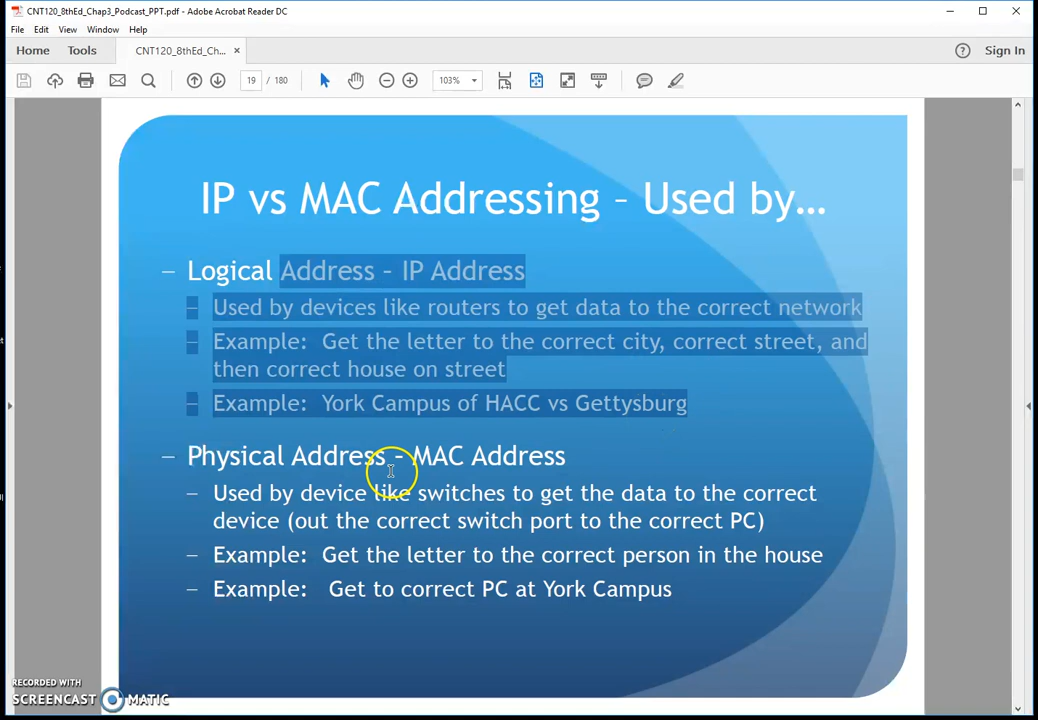 CNT120_8thEd_Chap3_Podcast_PPT.pdf - Adobe Acrobat Reader DC
File Edit View Window Help
Home Tools CNT120_8thEd_Ch... × Sign In
19 / 180 103%
IP vs MAC Addressing – Used by…
– Logical Address – IP Address
– Used by devices like routers to get data to the correct network
– Example: Get the letter to the correct city, correct street, and
then correct house on street
– Example: York Campus of HACC vs Gettysburg
– Physical Address – MAC Address
– Used by device like switches to get the data to the correct
device (out the correct switch port to the correct PC)
– Example: Get the letter to the correct person in the house
– Example: Get to correct PC at York Campus
RECORDED WITH
SCREENCAST MATIC